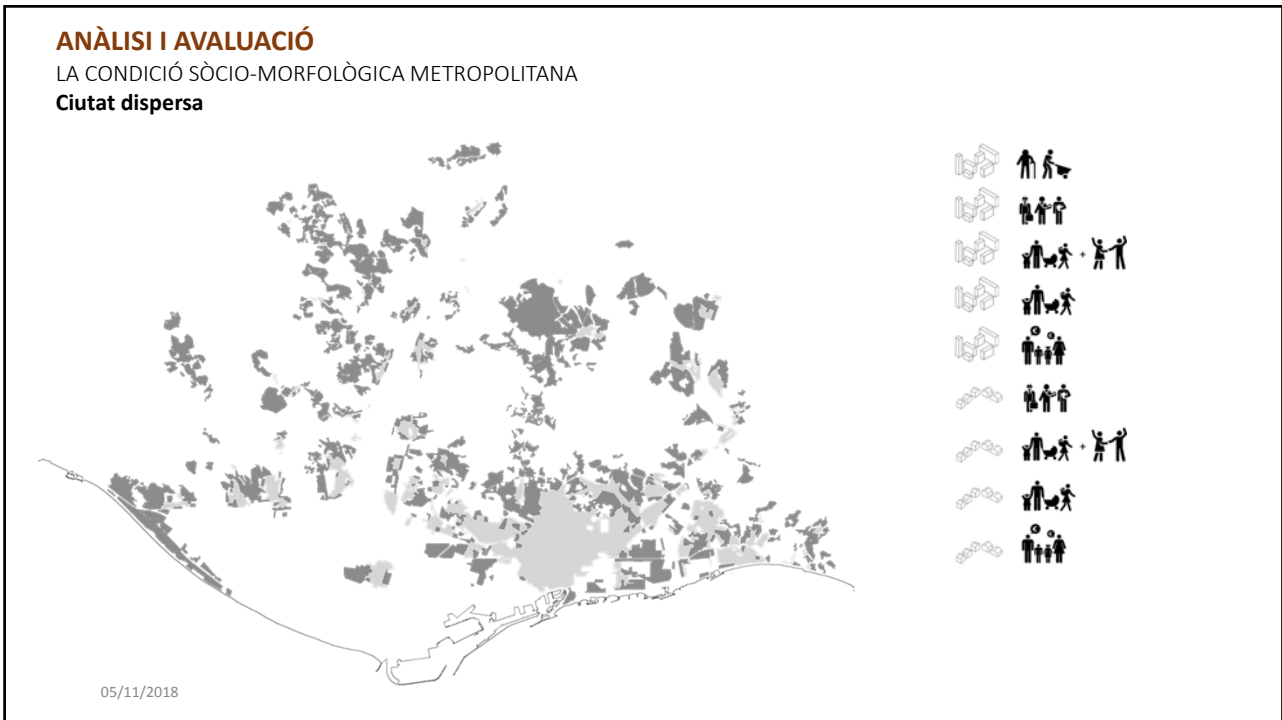 ANÀLISI I AVALUACIÓ
LA CONDICIÓ SÒCIO-MORFOLÒGICA METROPOLITANA
Ciutat dispersa
+
+
05/11/2018